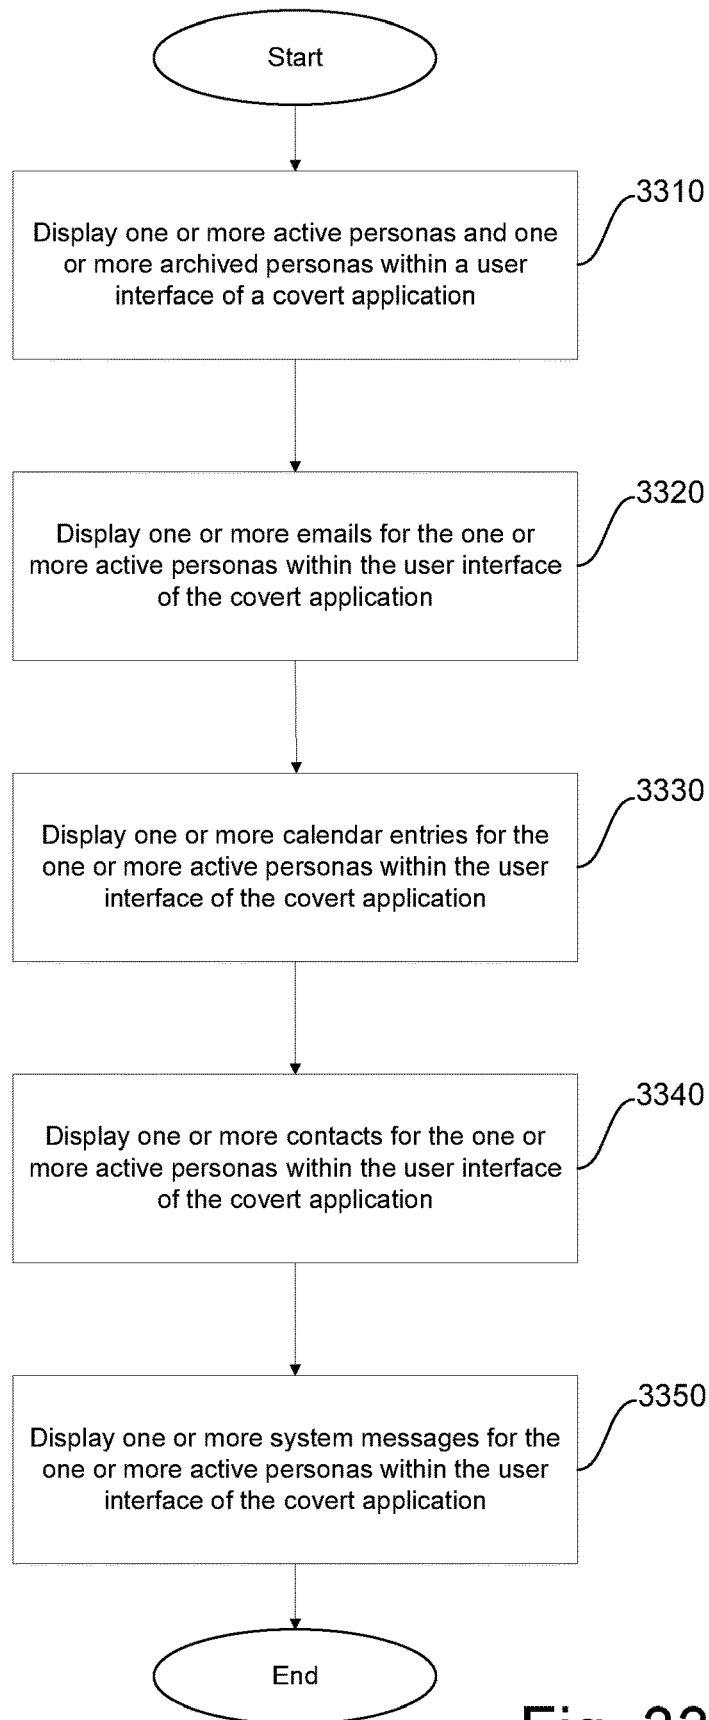 Start
3310
Display one or more active personas and one
or more archived personas within a user
interface of a covert application
3320
Display one or more emails for the one or
more active personas within the user interface
of the covert application
3330
Display one or more calendar entries for the
one or more active personas within the user
interface of the covert application
3340
Display one or more contacts for the one or
more active personas within the user interface
of the covert application
3350
Display one or more system messages for the
one or more active personas within the user
interface of the covert application
End
Fig. 33